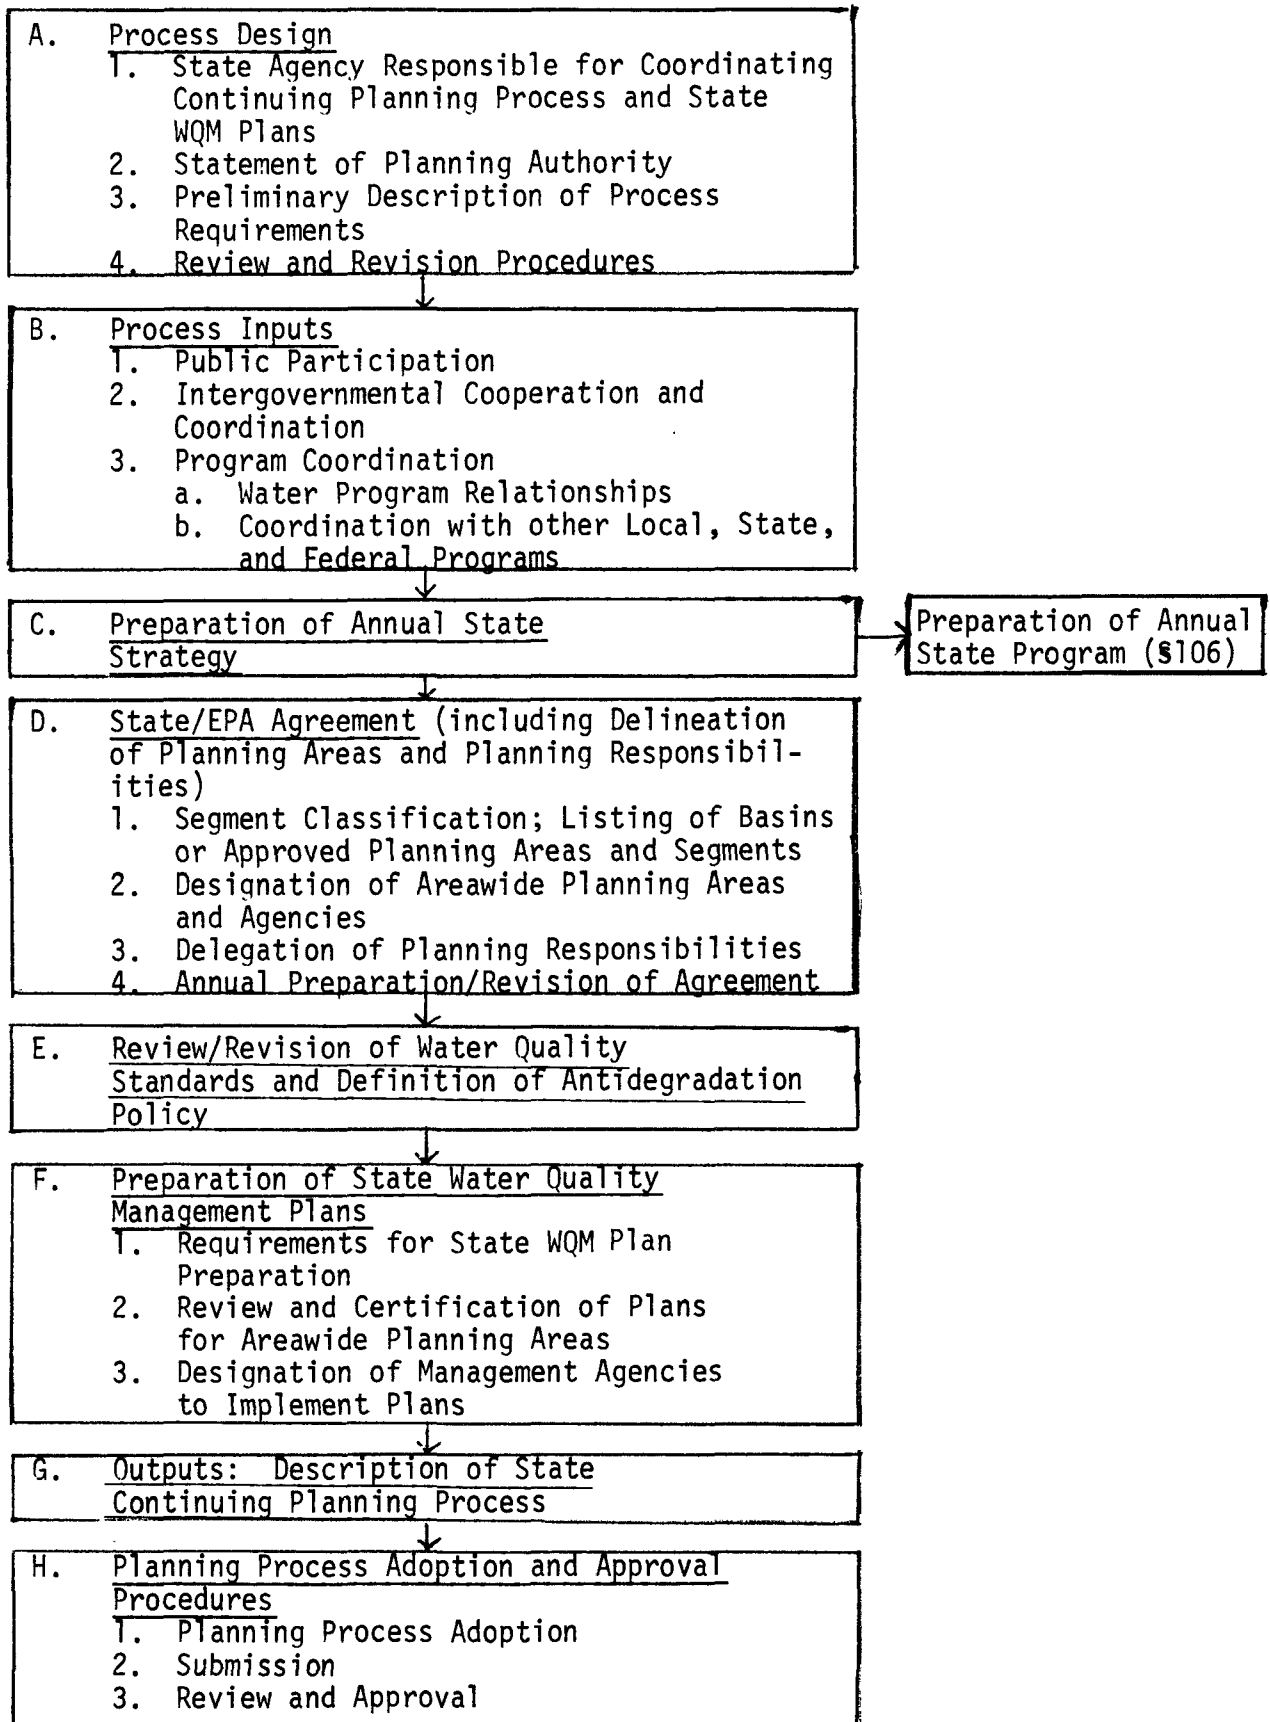 A. Process Design
1. State Agency Responsible for Coordinating
Continuing Planning Process and State
WQM Plans
2. Statement of Planning Authority
3. Preliminary Description of Process
Requirements
4. Review and Revision Procedures
B. Process Inputs
1. Public Participation
2. Intergovernmental Cooperation and
Coordination
3. Program Coordination
a. Water Program Relationships
b. Coordination with other Local, State,
and Federal Programs
C. Preparation of Annual State
Strategy
Preparation of Annual
State Program (§106)
D. State/EPA Agreement (including Delineation
of Planning Areas and Planning Responsibil-
ities)
1. Segment Classification; Listing of Basins
or Approved Planning Areas and Segments
2. Designation of Areawide Planning Areas
and Agencies
3. Delegation of Planning Responsibilities
4. Annual Preparation/Revision of Agreement
E. Review/Revision of Water Quality
Standards and Definition of Antidegradation
Policy
F. Preparation of State Water Quality
Management Plans
1. Requirements for State WQM Plan
Preparation
2. Review and Certification of Plans
for Areawide Planning Areas
3. Designation of Management Agencies
to Implement Plans
G. Outputs: Description of State
Continuing Planning Process
H. Planning Process Adoption and Approval
Procedures
1. Planning Process Adoption
2. Submission
3. Review and Approval